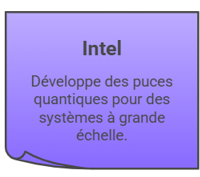 Intel
Développe des puces
quantiques pour des
systèmes à grande
échelle.